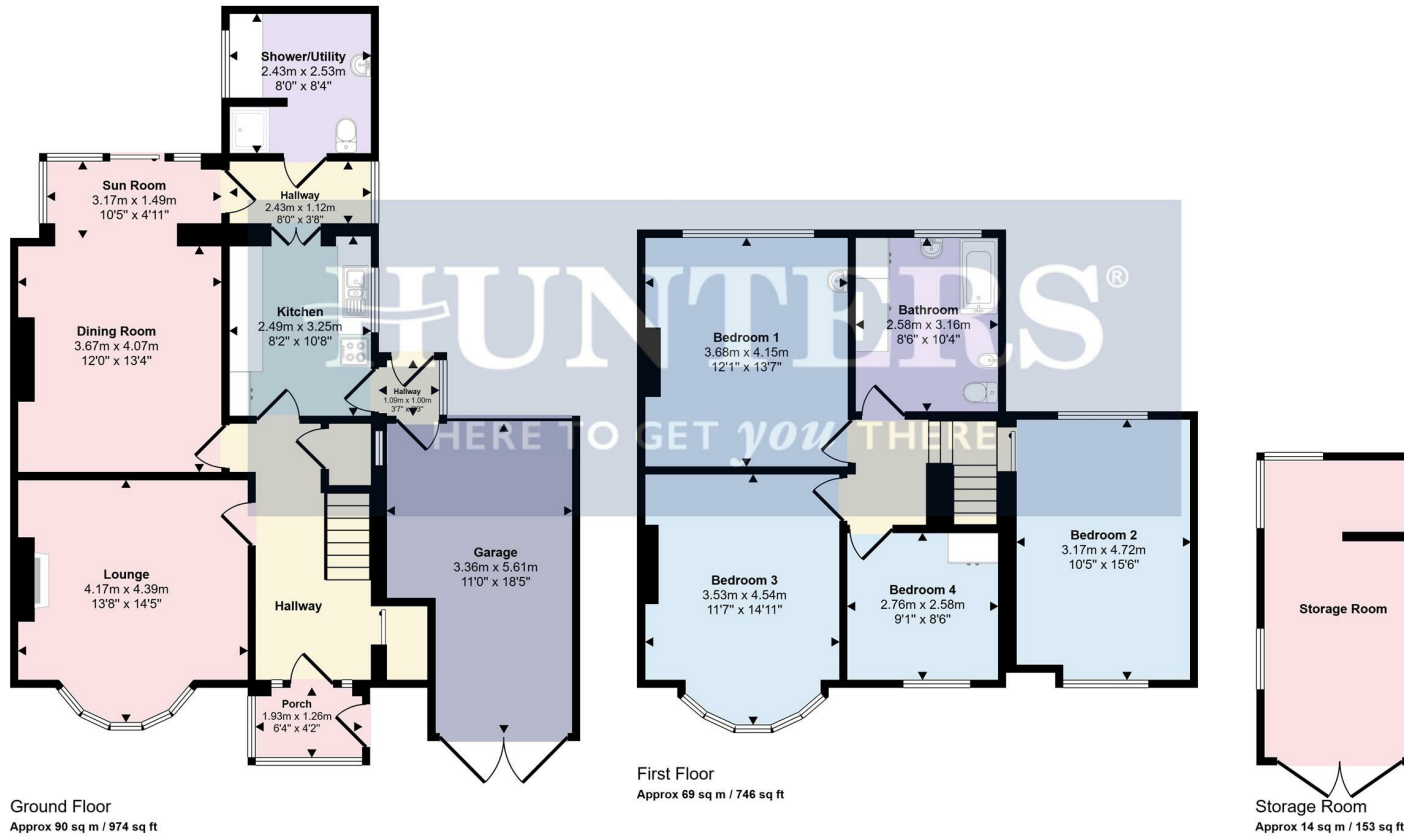 Shower/Utility
2.43m x 2.53m
8'0" x 8'4"
Sun Room
3.17m x 1.49m
10'5" x 4'11"
Hallway
2.43m x 1.12m
8'0" x 3'8"
HUNTERS®
HERE TO GET you THERE
Dining Room
3.67m x 4.07m
12'0" x 13'4"
Kitchen
2.49m x 3.25m
8'2" x 10'8"
Hallway
1.09m x 1.00m
3'7" x
Lounge
4.17m x 4.39m
13'8" x 14'5"
Hallway
Garage
3.36m x 5.61m
11'0" x 18'5"
Porch
1.93m x 1.26m
6'4" x 4'2"
Ground Floor
Approx 90 sq m / 974 sq ft
Bedroom 1
3.68m x 4.15m
12'1" x 13'7"
Bathroom
2.58m x 3.16m
8'6" x 10'4"
Bedroom 2
3.17m x 4.72m
10'5" x 15'6"
Bedroom 3
3.53m x 4.54m
11'7" x 14'11"
Bedroom 4
2.76m x 2.58m
9'1" x 8'6"
First Floor
Approx 69 sq m / 746 sq ft
Storage Room
Storage Room
Approx 14 sq m / 153 sq ft